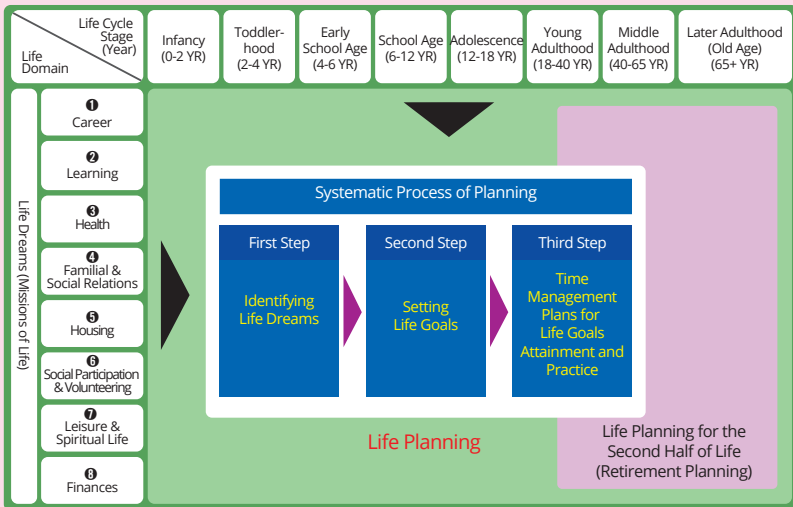 Life Cycle
Stage
(Year)
Life
Domain
Infancy
(0-2 YR)
Toddler-
hood
(2-4 YR)
Early
School Age
(4-6 YR)
School Age
(6-12 YR)
Adolescence
(12-18 YR)
Young
Adulthood
(18-40 YR)
Middle
Adulthood
(40-65 YR)
Later Adulthood
(Old Age)
(65+ YR)
Life Dreams (Missions of Life)
❶
Career
❷
Learning
❸
Health
❹
Familial &
Social Relations
❺
Housing
❻
Social Participation
& Volunteering
❼
Leisure &
Spiritual Life
❽
Finances
Systematic Process of Planning
First Step
Identifying
Life Dreams
Second Step
Setting
Life Goals
Third Step
Time
Management
Plans for
Life Goals
Attainment and
Practice
Life Planning
Life Planning for the
Second Half of Life
(Retirement Planning)